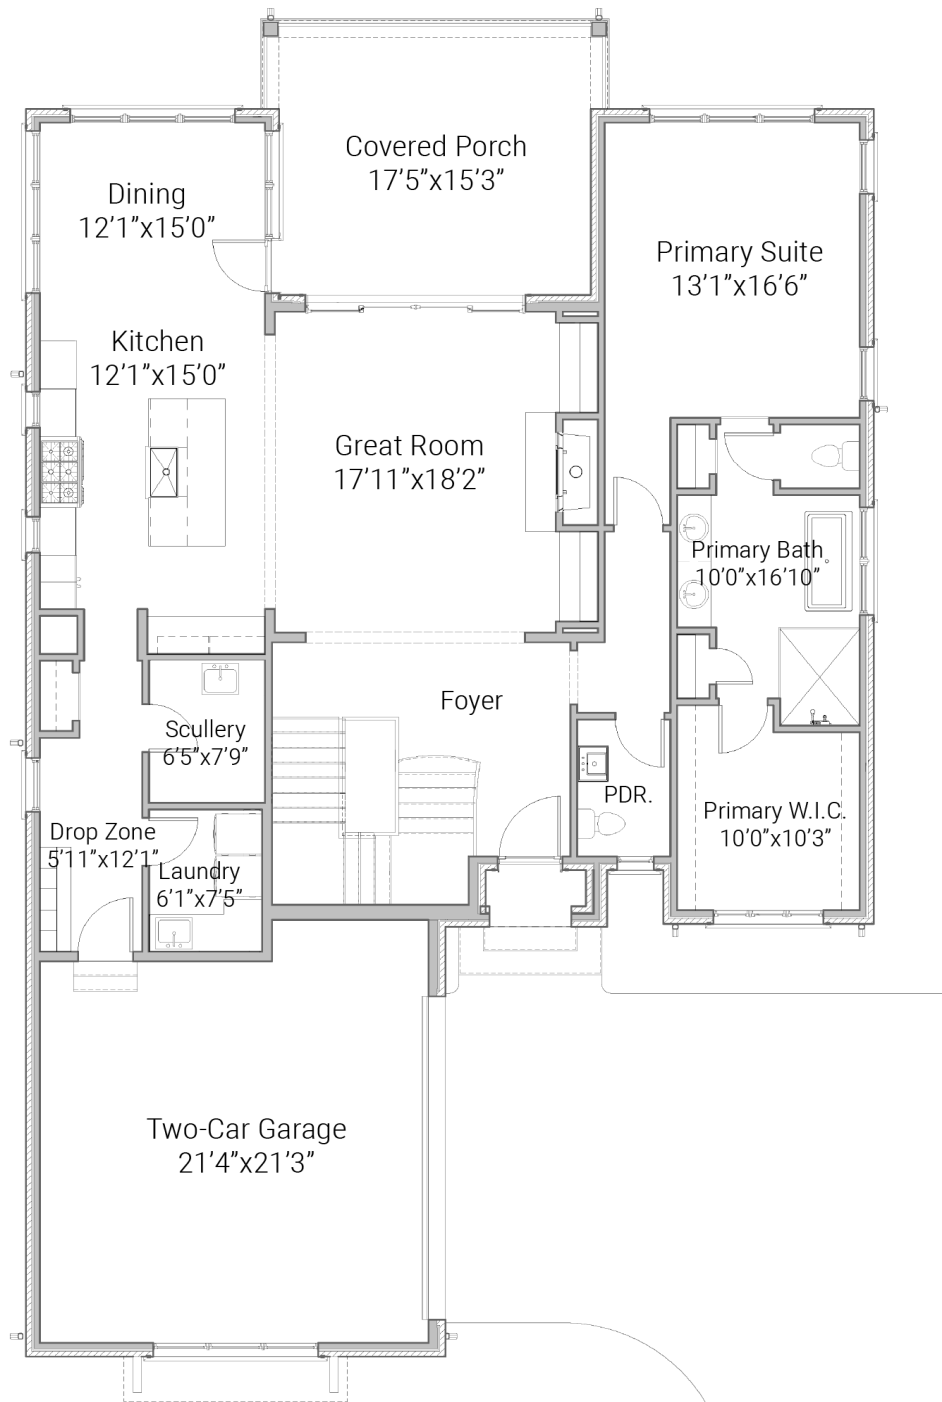 Covered Porch
17’5”x15’3”
Dining
12’1”x15’0”
Primary Suite
13’1”x16’6”
Kitchen
12’1”x15’0”
Great Room
17’11”x18’2”
Primary Bath
10’0”x16’10”
Foyer
Scullery
6’5”x7’9”
PDR.
Primary W.I.C.
10’0”x10’3”
Drop Zone
5’11”x12’1”
Laundry
6’1”x7’5”
Two-Car Garage
21’4”x21’3”